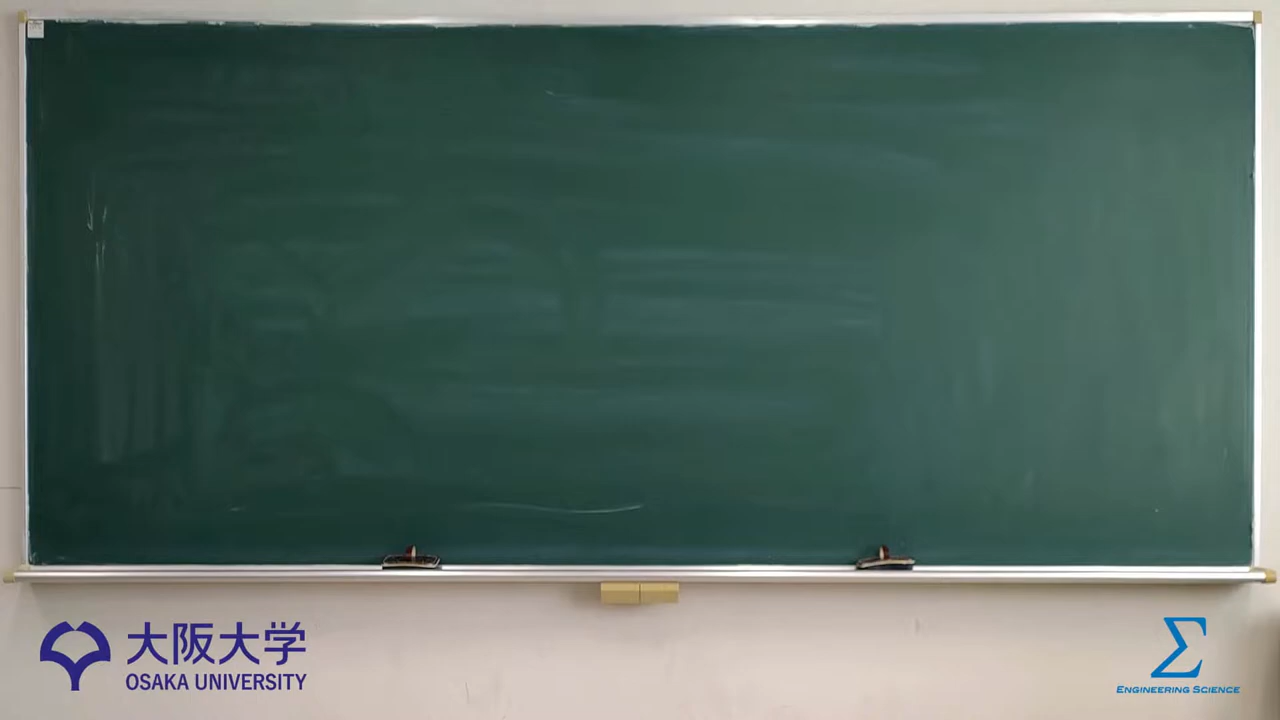 大阪大学
OSAKA UNIVERSITY
Σ
ENGINEERING SCIENCE